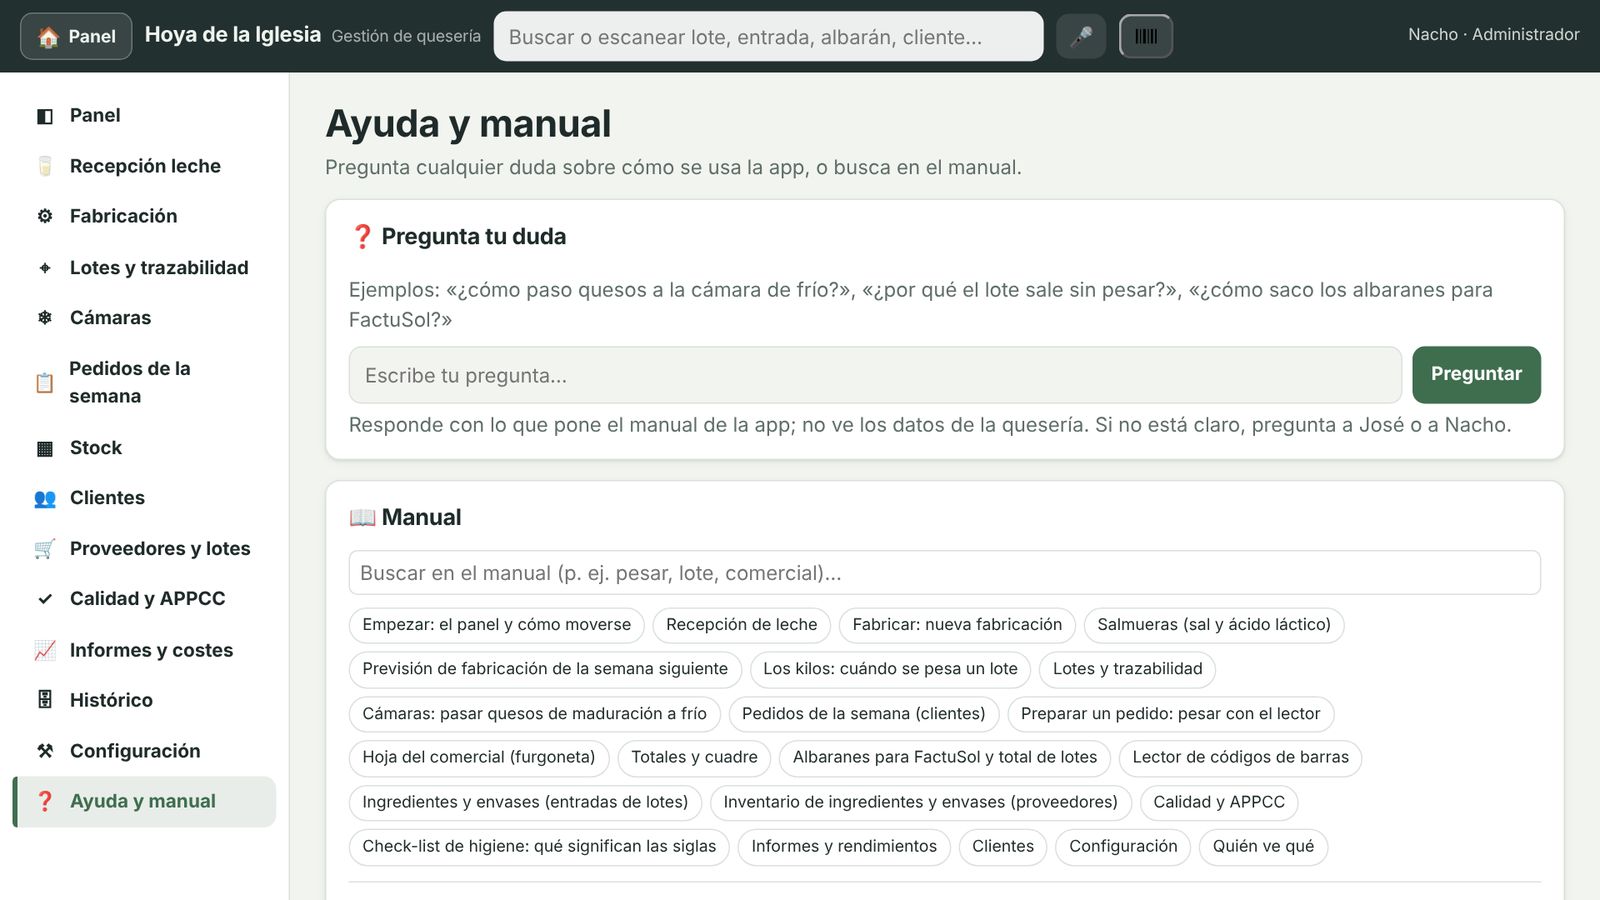 Panel
Hoya de la Iglesia
Gestión de quesería
Buscar o escanear lote, entrada, albarán, cliente...
Nacho · Administrador
Panel
Recepción leche
Fabricación
Lotes y trazabilidad
Cámaras
Pedidos de la
semana
Stock
Clientes
Proveedores y lotes
Calidad y APPCC
Informes y costes
Histórico
Configuración
Ayuda y manual
Ayuda y manual
Pregunta cualquier duda sobre cómo se usa la app, o busca en el manual.
Pregunta tu duda
Ejemplos: «¿cómo paso quesos a la cámara de frío?», «¿por qué el lote sale sin pesar?», «¿cómo saco los albaranes para
FactuSol?»
Escribe tu pregunta...
Preguntar
Responde con lo que pone el manual de la app; no ve los datos de la quesería. Si no está claro, pregunta a José o a Nacho.
Manual
Buscar en el manual (p. ej. pesar, lote, comercial)...
Empezar: el panel y cómo moverse
Recepción de leche
Fabricar: nueva fabricación
Salmueras (sal y ácido láctico)
Previsión de fabricación de la semana siguiente
Los kilos: cuándo se pesa un lote
Lotes y trazabilidad
Cámaras: pasar quesos de maduración a frío
Pedidos de la semana (clientes)
Preparar un pedido: pesar con el lector
Hoja del comercial (furgoneta)
Totales y cuadre
Albaranes para FactuSol y total de lotes
Lector de códigos de barras
Ingredientes y envases (entradas de lotes)
Inventario de ingredientes y envases (proveedores)
Calidad y APPCC
Check-list de higiene: qué significan las siglas
Informes y rendimientos
Clientes
Configuración
Quién ve qué